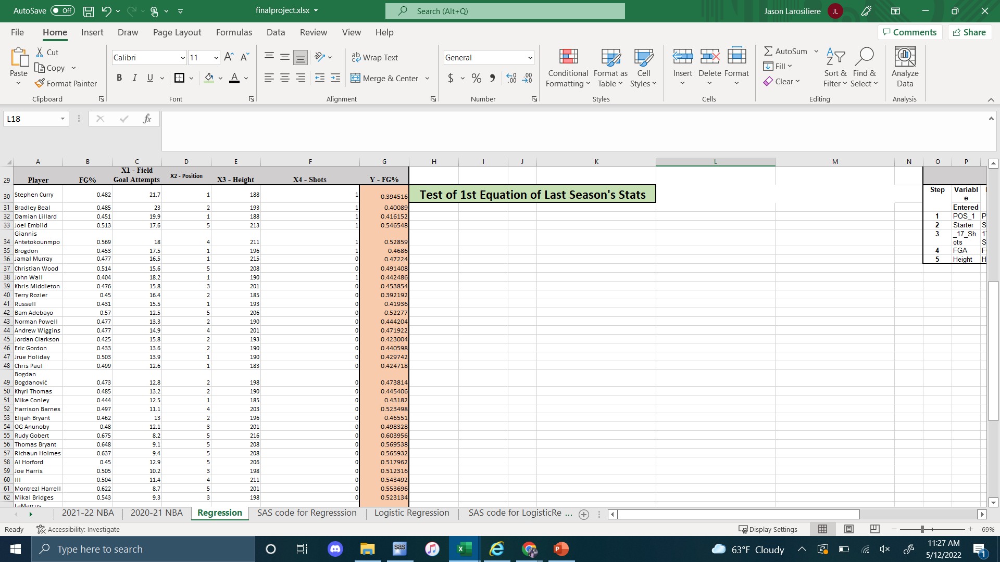 AutoSave Off finalproject.xlsx Search (Alt+Q) Jason Larosiliere JL
File Home Insert Draw Page Layout Formulas Data Review View Help Comments Share
Paste Cut Copy Format Painter Clipboard
Calibri 11 B I U A Font
Wrap Text Merge & Center Alignment
General $ % Number
Conditional Formatting Format as Table Cell Styles Styles
Insert Delete Format Cells
AutoSum Fill Clear Sort & Filter Find & Select Editing
Analyze Data Analysis
L18 fx
A B C D E F G H I J K L M N O P
29 Player FG% X1 - Field Goal Attempts X2 - Position X3 - Height X4 - Shots Y - FG%
30 Stephen Curry 0.482 21.7 1 188 1 0.394516 Test of 1st Equation of Last Season's Stats
31 Bradley Beal 0.485 23 2 193 1 0.40089
32 Damian Lillard 0.451 19.9 1 188 1 0.416152
33 Joel Embiid 0.513 17.6 5 213 1 0.546548
34 Giannis Antetokounmpo 0.569 18 4 211 1 0.52859
35 Brogdon 0.453 17.5 1 196 1 0.4686
36 Jamal Murray 0.477 16.5 1 215 0 0.47224
37 Christian Wood 0.514 15.6 5 208 0 0.491408
38 John Wall 0.404 18.2 1 190 1 0.442486
39 Khris Middleton 0.476 15.8 3 201 0 0.453854
40 Terry Rozier 0.45 16.4 2 185 0 0.392192
41 Russell 0.431 15.5 1 193 0 0.41936
42 Bam Adebayo 0.57 12.5 5 206 0 0.52277
43 Norman Powell 0.477 13.3 2 190 0 0.444204
44 Andrew Wiggins 0.477 14.9 4 201 0 0.471922
45 Jordan Clarkson 0.425 15.8 2 193 0 0.423004
46 Eric Gordon 0.433 13.6 2 190 0 0.440598
47 Jrue Holiday 0.503 13.9 1 190 0 0.429742
48 Chris Paul 0.499 12.6 1 183 0 0.424718
49 Bogdan Bogdanović 0.473 12.8 2 198 0 0.473814
50 Khyri Thomas 0.485 13.2 2 190 0 0.445406
51 Mike Conley 0.444 12.5 1 185 0 0.43182
52 Harrison Barnes 0.497 11.1 4 203 0 0.523498
53 Elijah Bryant 0.462 13 2 196 0 0.46551
54 OG Anunoby 0.48 12.1 3 201 0 0.498328
55 Rudy Gobert 0.675 8.2 5 216 0 0.603956
56 Thomas Bryant 0.648 9.1 5 208 0 0.569538
57 Richaun Holmes 0.637 9.4 5 208 0 0.565932
58 Al Horford 0.45 12.9 5 206 0 0.517962
59 Joe Harris 0.505 10.2 3 198 0 0.512316
60 III 0.504 11.4 4 211 0 0.543492
61 Montrezl Harrell 0.622 8.7 5 201 0 0.553696
62 Mikal Bridges 0.543 9.3 3 198 0 0.523134
LaMarcus
Step Variabl
e
Entered
1 POS_1 P
2 Starter S
3 _17_Sh 17
ots S
4 FGA F
5 Height H
2021-22 NBA 2020-21 NBA Regression SAS code for Regresssion Logistic Regression SAS code for LogisticRe ...
Ready Accessibility: Investigate Display Settings 69%
Type here to search 63°F Cloudy 11:27 AM
5/12/2022 1